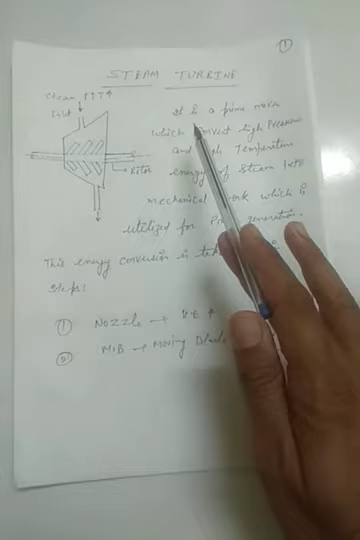 ①
STEAM TURBINE
Steam P↑T↑
Inlet
Rotor
It is a prime mover
which convert high Pressure
and High Temperature
energy of Steam into
mechanical work which is
utilized for Power generation.
This energy conversion is
steps:
① Nozzle → K.E ↑
② M.B → Moving Blade